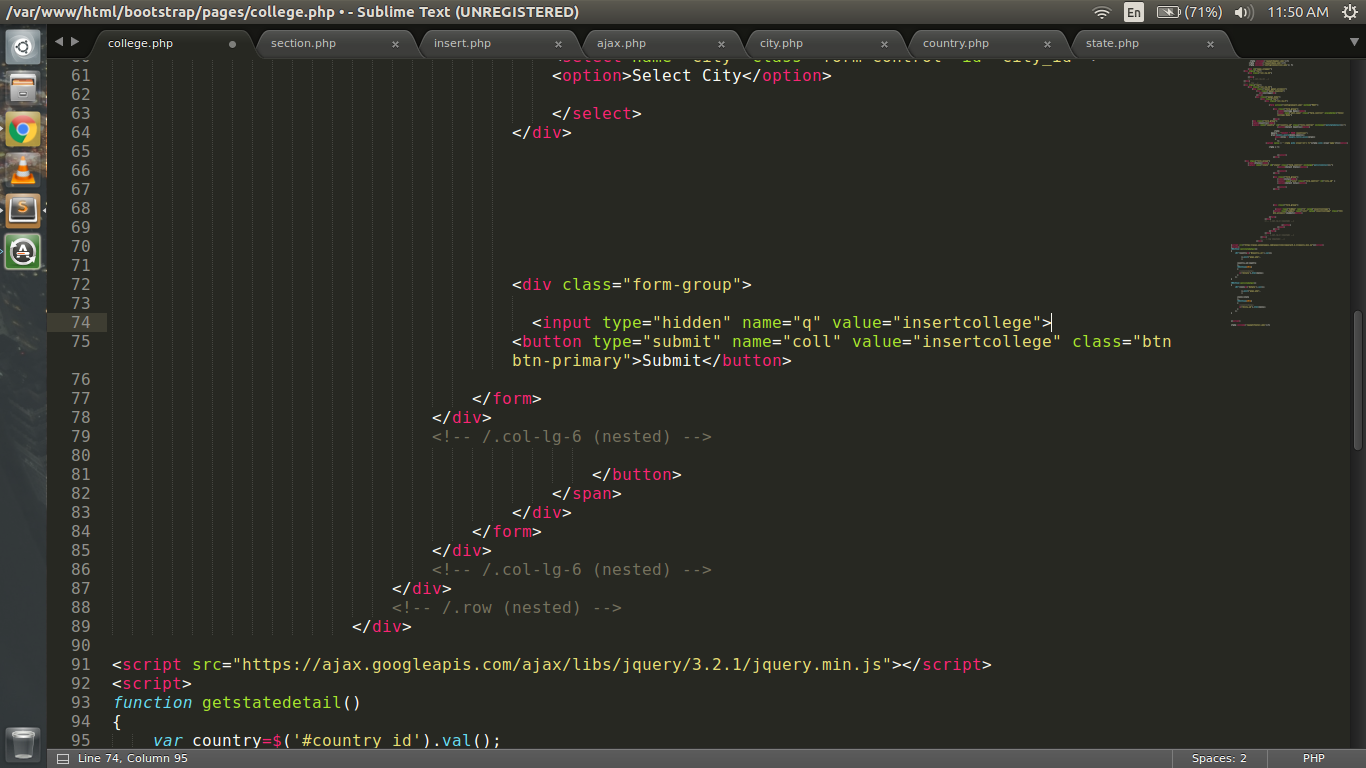 /var/www/html/bootstrap/pages/college.php • - Sublime Text (UNREGISTERED)
En (71%) 11:50 AM
college.php section.php insert.php ajax.php city.php country.php state.php
61 <option>Select City</option>
62
63 </select>
64 </div>
65
66
67
68
69
70
71
72 <div class="form-group">
73
74 <input type="hidden" name="q" value="insertcollege">
75 <button type="submit" name="coll" value="insertcollege" class="btn
btn-primary">Submit</button>
76
77 </form>
78 </div>
79 <!-- /.col-lg-6 (nested) -->
80
81 </button>
82 </span>
83 </div>
84 </form>
85 </div>
86 <!-- /.col-lg-6 (nested) -->
87 </div>
88 <!-- /.row (nested) -->
89 </div>
90
91 <script src="https://ajax.googleapis.com/ajax/libs/jquery/3.2.1/jquery.min.js"></script>
92 <script>
93 function getstatedetail()
94 {
95 var country=$('#country_id').val();
Line 74, Column 95 Spaces: 2 PHP